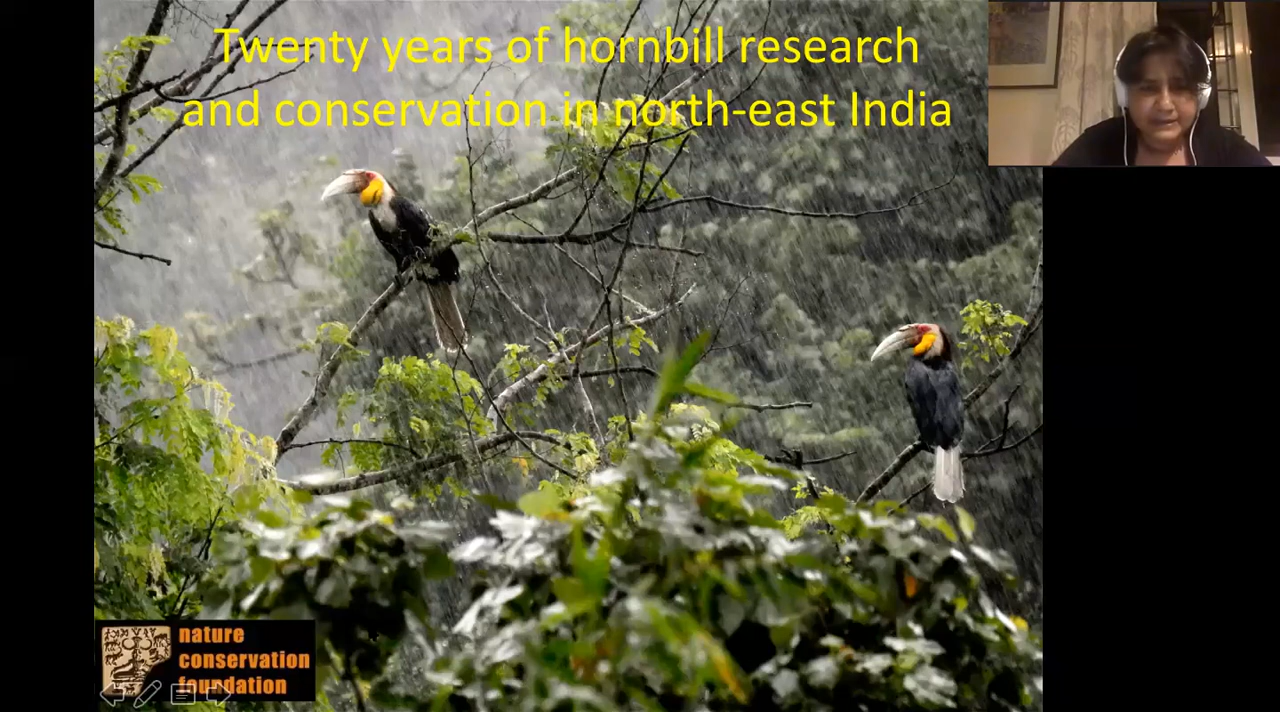 Twenty years of hornbill research
and conservation in north-east India
nature
conservation
foundation